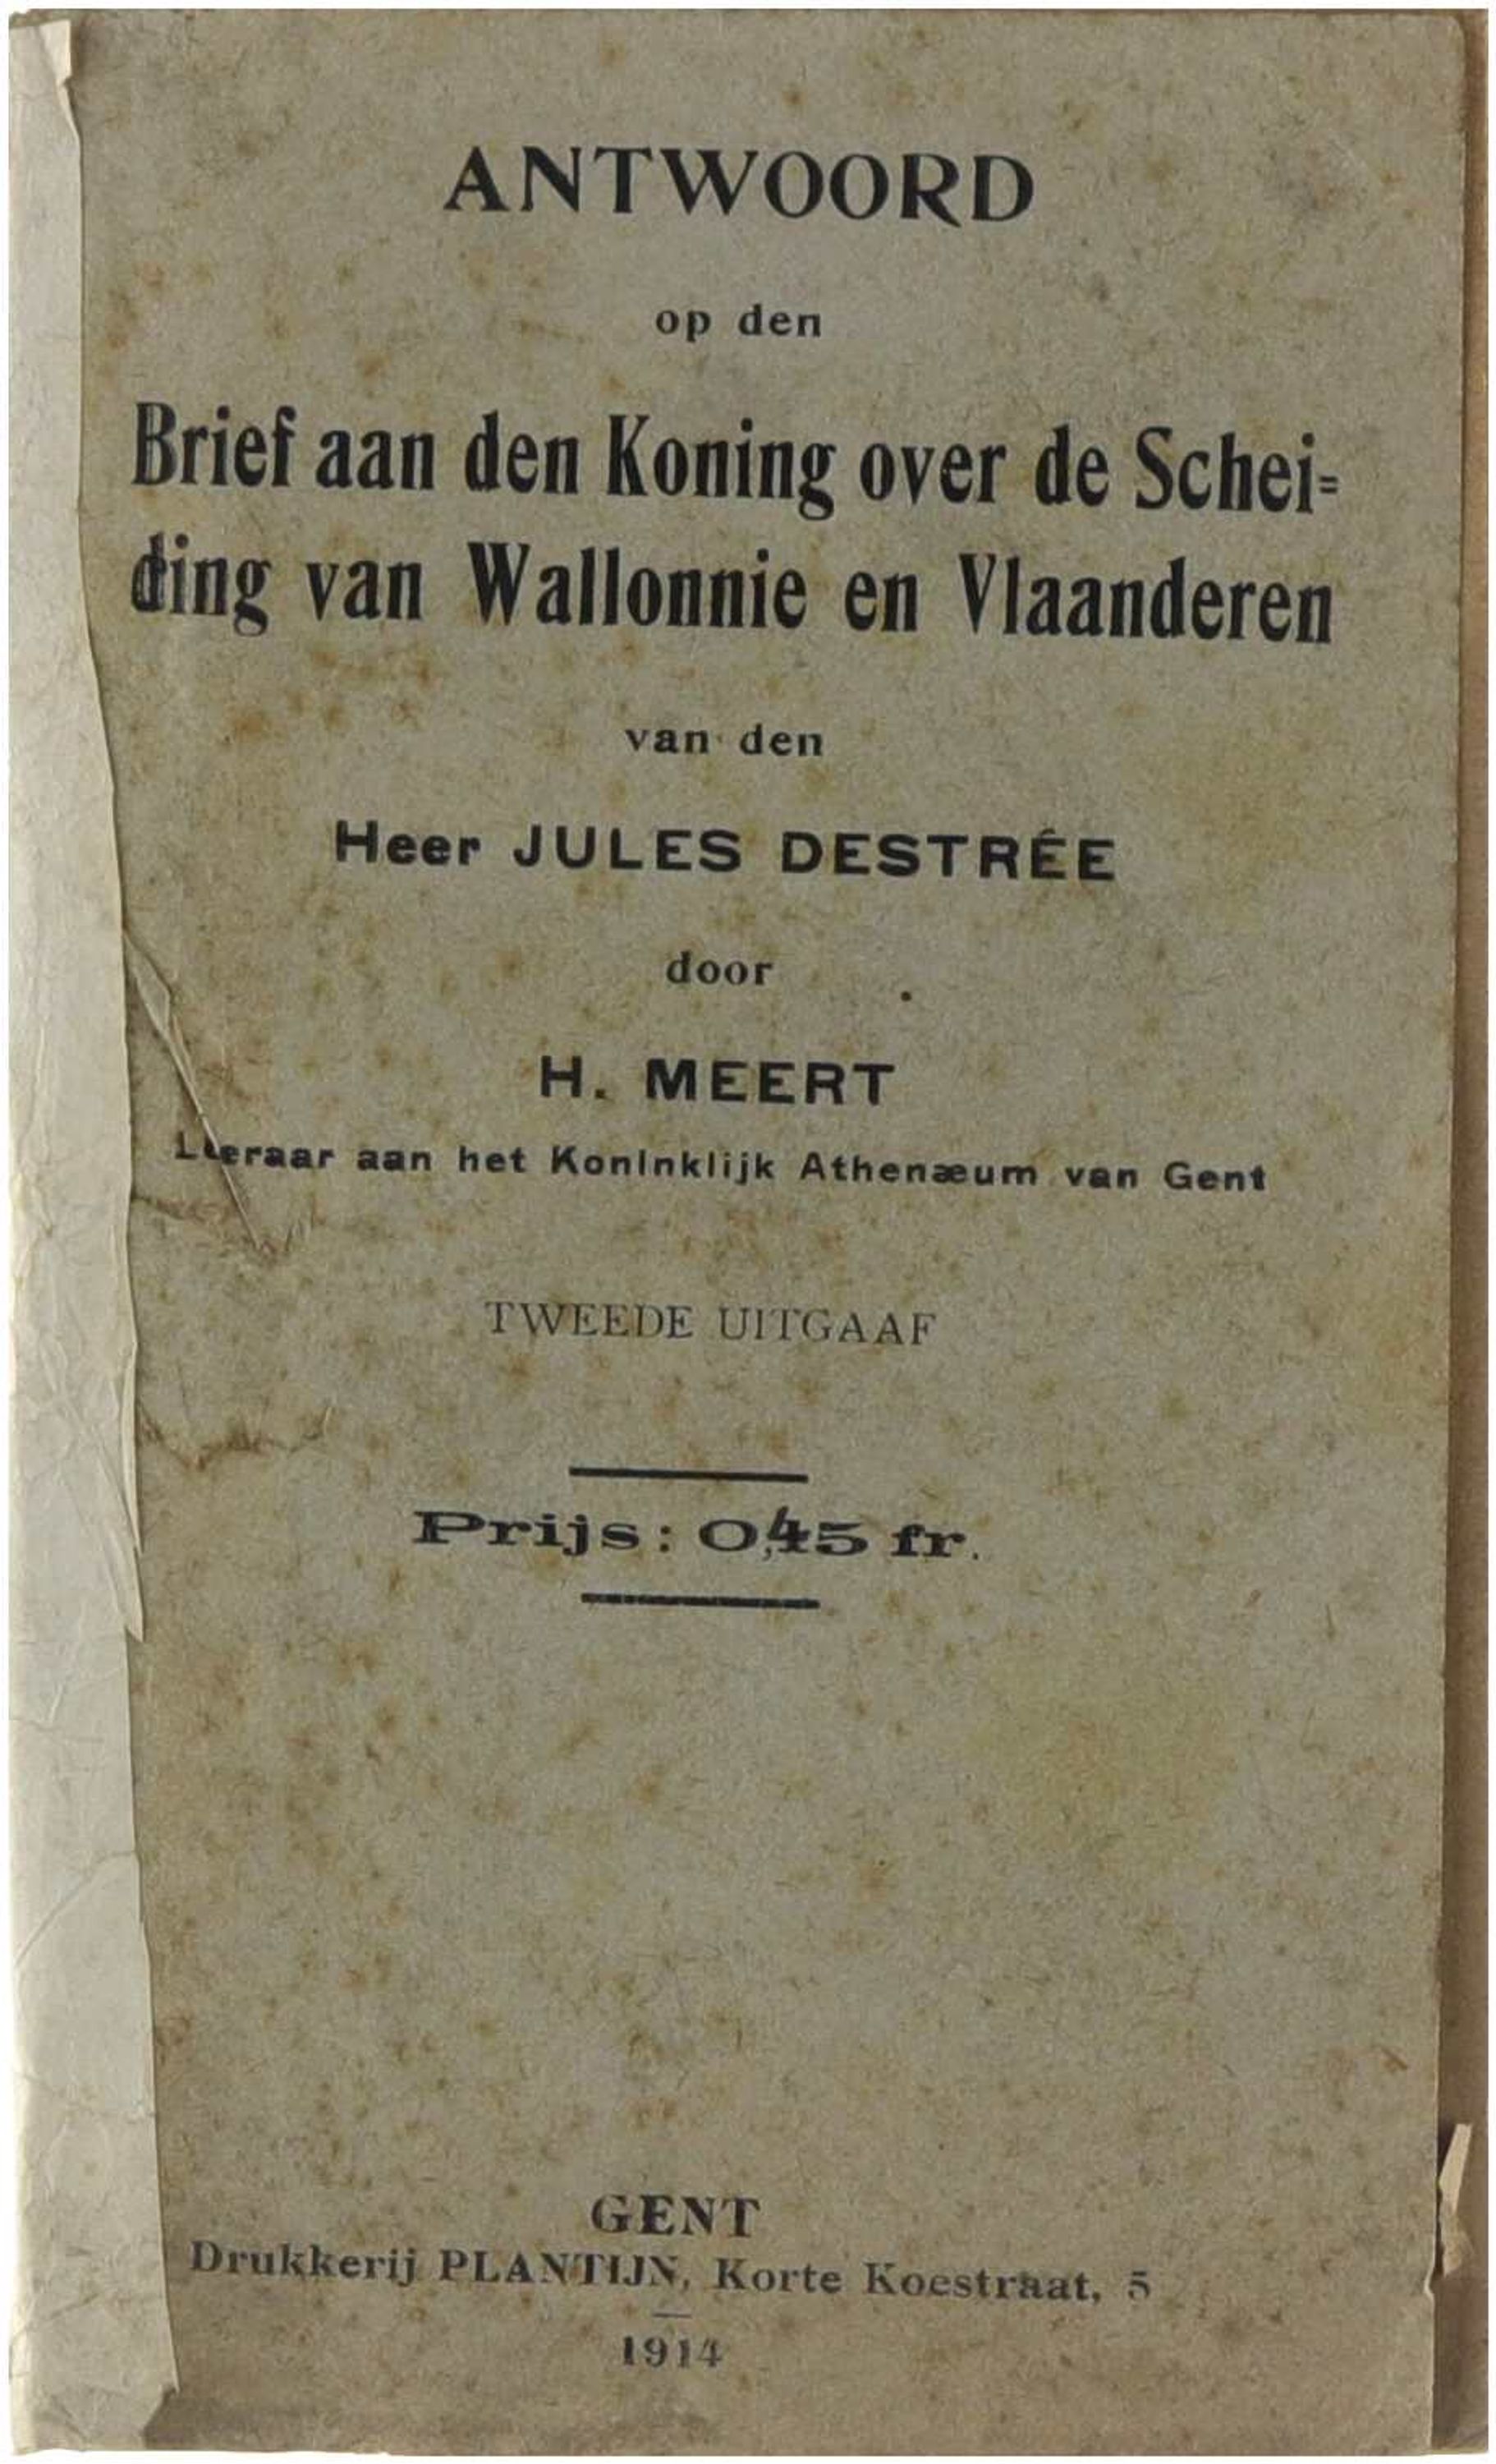 ANTWOORD
op den
Brief aan den Koning over de Schei=
ding van Wallonnie en Vlaanderen
van den
Heer JULES DESTRÉE
door
H. MEERT
aan het Koninklijk Athenæum van Gent
TWEEDE UITGAAF
Prijs : 0,45 fr.
GENT
Drukkerij PLANTIJN, Korte Koestraat, 5
1914